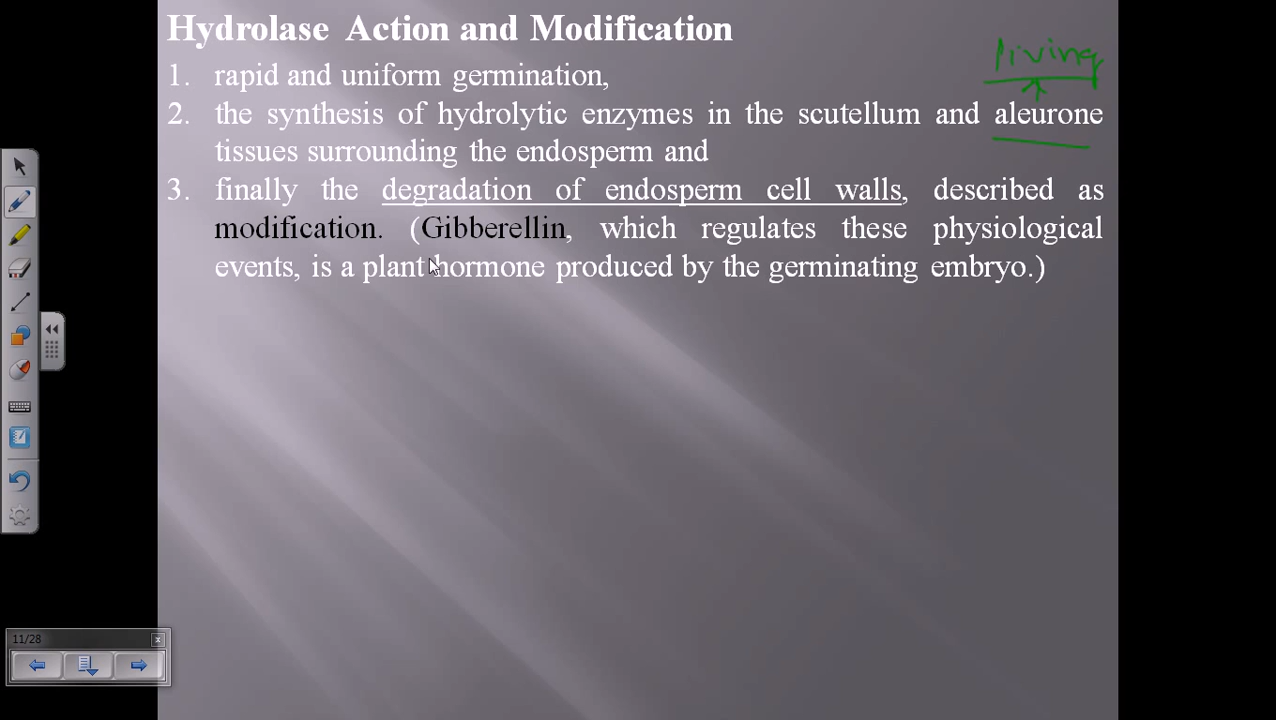 Hydrolase Action and Modification
living
1. rapid and uniform germination,
2. the synthesis of hydrolytic enzymes in the scutellum and aleurone
tissues surrounding the endosperm and
3. finally the degradation of endosperm cell walls, described as
modification. (Gibberellin, which regulates these physiological
events, is a plant hormone produced by the germinating embryo.)
11/28